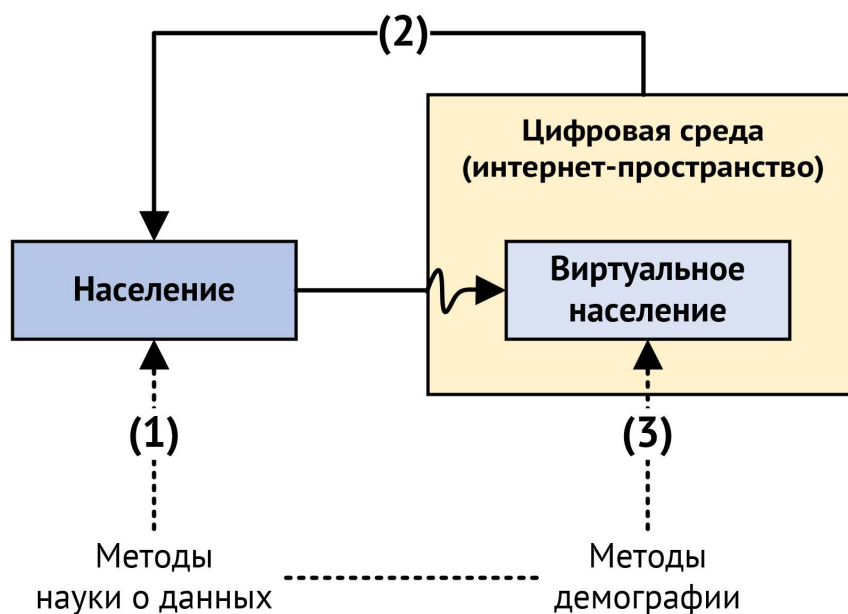 (2)
Цифровая среда
(интернет-пространство)
Население
Виртуальное
население
(1)
(3)
Методы
науки о данных
Методы
демографии